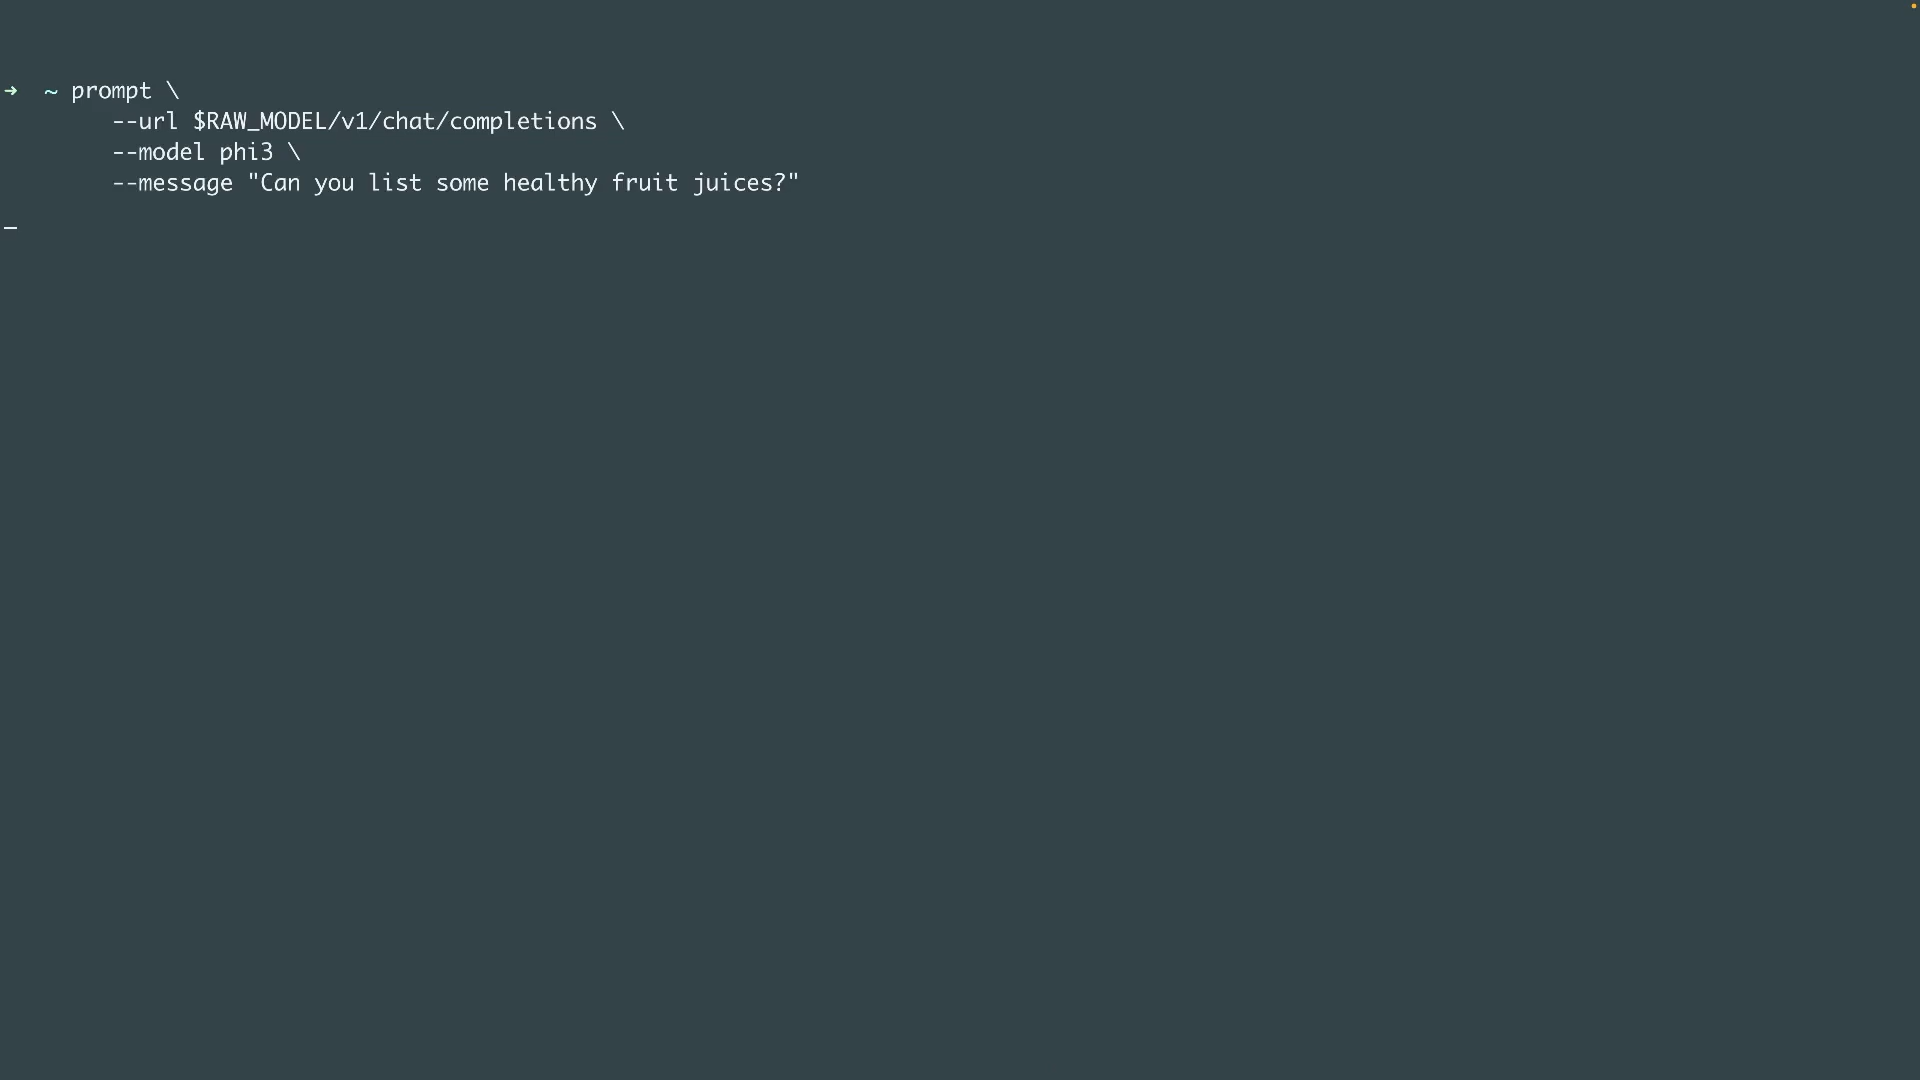 ➜  ~ prompt \
        --url $RAW_MODEL/v1/chat/completions \
        --model phi3 \
        --message "Can you list some healthy fruit juices?"